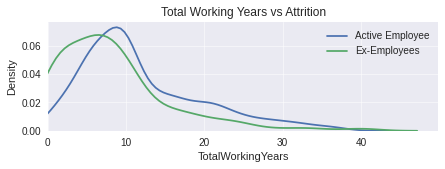 Total Working Years vs Attrition
Active Employee
Ex-Employees
Density
0.06
0.04
0.02
0.00
0
10
20
30
40
TotalWorkingYears